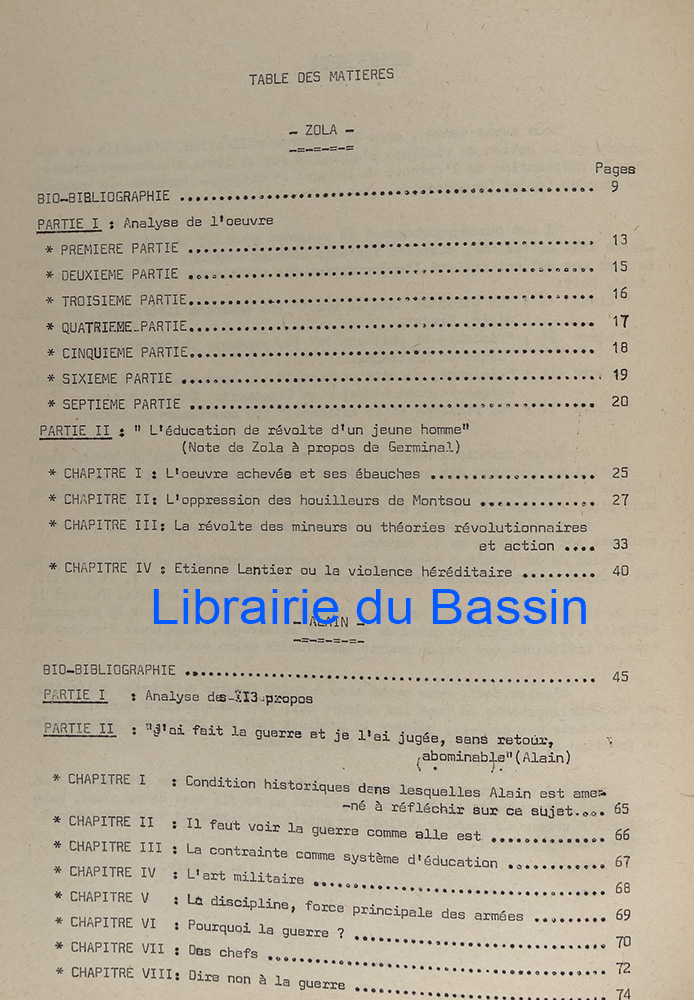 TABLE DES MATIERES
- ZOLA -
-=-=-=-=
Pages
BIO-BIBLIOGRAPHIE ........ 9
PARTIE I : Analyse de l'oeuvre
* PREMIERE PARTIE ........ 13
* DEUXIEME PARTIE ........ 15
* TROISIEME PARTIE ........ 16
* QUATRIEME PARTIE ........ 17
* CINQUIEME PARTIE ........ 18
* SIXIEME PARTIE ........ 19
* SEPTIEME PARTIE ........ 20
PARTIE II : " L'éducation de révolte d'un jeune homme"
(Note de Zola à propos de Germinal)
* CHAPITRE I : L'oeuvre achevée et ses ébauches ........ 25
* CHAPITRE II: L'oppression des houilleurs de Montsou ........ 27
* CHAPITRE III: La révolte des mineurs ou théories révolutionnaires
et action .... 33
* CHAPITRE IV : Etienne Lantier ou la violence héréditaire ......... 40
Librairie du Bassin
- ALAIN -
-=-=-=-=-
BIO-BIBLIOGRAPHIE ........ 45
PARTIE I : Analyse des 113 propos
PARTIE II : "J'ai fait la guerre et je l'ai jugée, sans retour,
abominable"(Alain)
* CHAPITRE I : Condition historiques dans lesquelles Alain est ame-
-né à réfléchir sur ce sujet.... 65
* CHAPITRE II : Il faut voir la guerre comme alle est ........ 66
* CHAPITRE III : La contrainte comme système d'éducation ........ 67
* CHAPITRE IV : L'art militaire ........ 68
* CHAPITRE V : La discipline, force principale des armées ........ 69
* CHAPITRE VI : Pourquoi la guerre ? ........ 70
* CHAPITRE VII : Des chefs ........ 72
* CHAPITRE VIII: Dire non à la guerre ........ 74